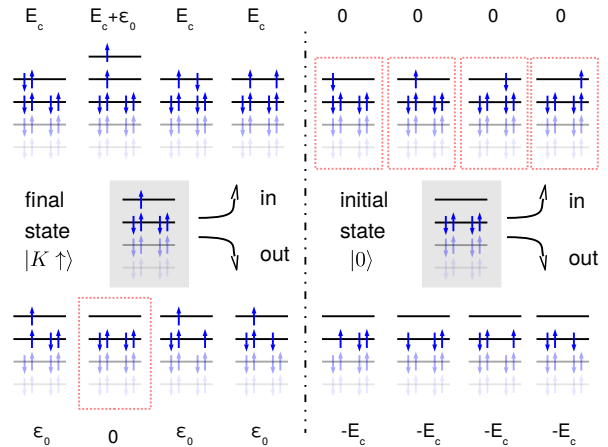 E_c E_c+ε_0 E_c E_c 0 0 0 0
final in initial in
state state
|K ↑⟩ out |0⟩ out
ε_0 0 ε_0 ε_0 -E_c -E_c -E_c -E_c